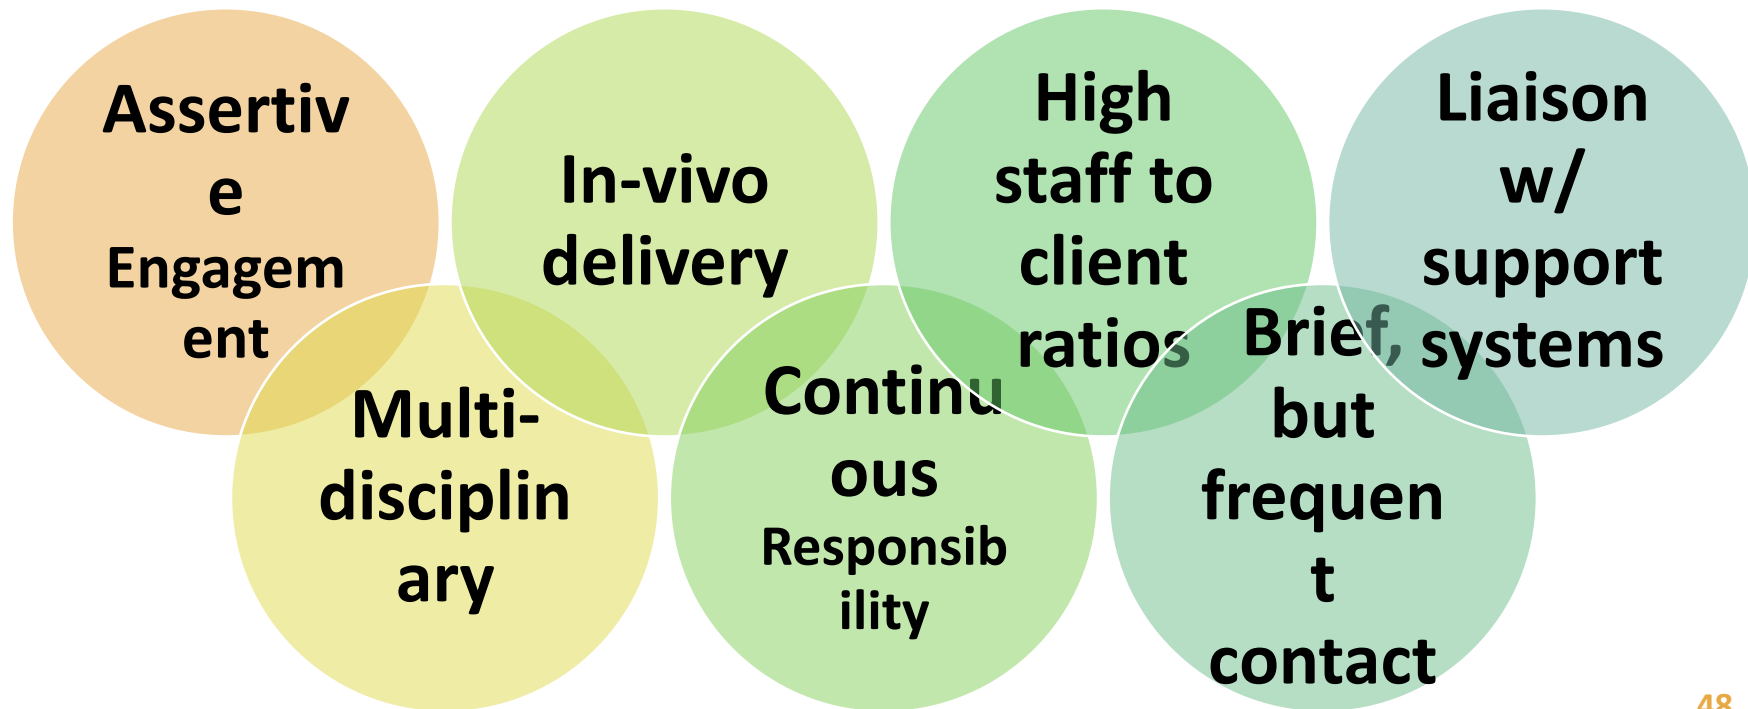 Assertiv
e
Engagem
ent
Multi-
disciplin
ary
In-vivo
delivery
Continu
ous
Responsib
ility
High
staff to
client
ratios
Brief,
but
frequen
t
contact
Liaison
w/
support
systems
48